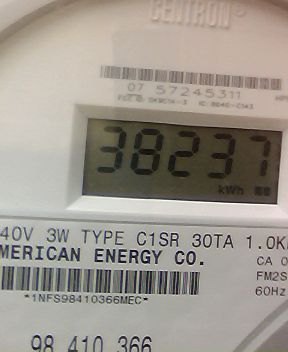 CENTRON®
07 57245311
38237
kWh
40V 3W TYPE C1SR 30TA 1.0K
MERICAN ENERGY CO.
CA 0
FM2S
*1NFS98410366MEC*
60Hz
98 410 366